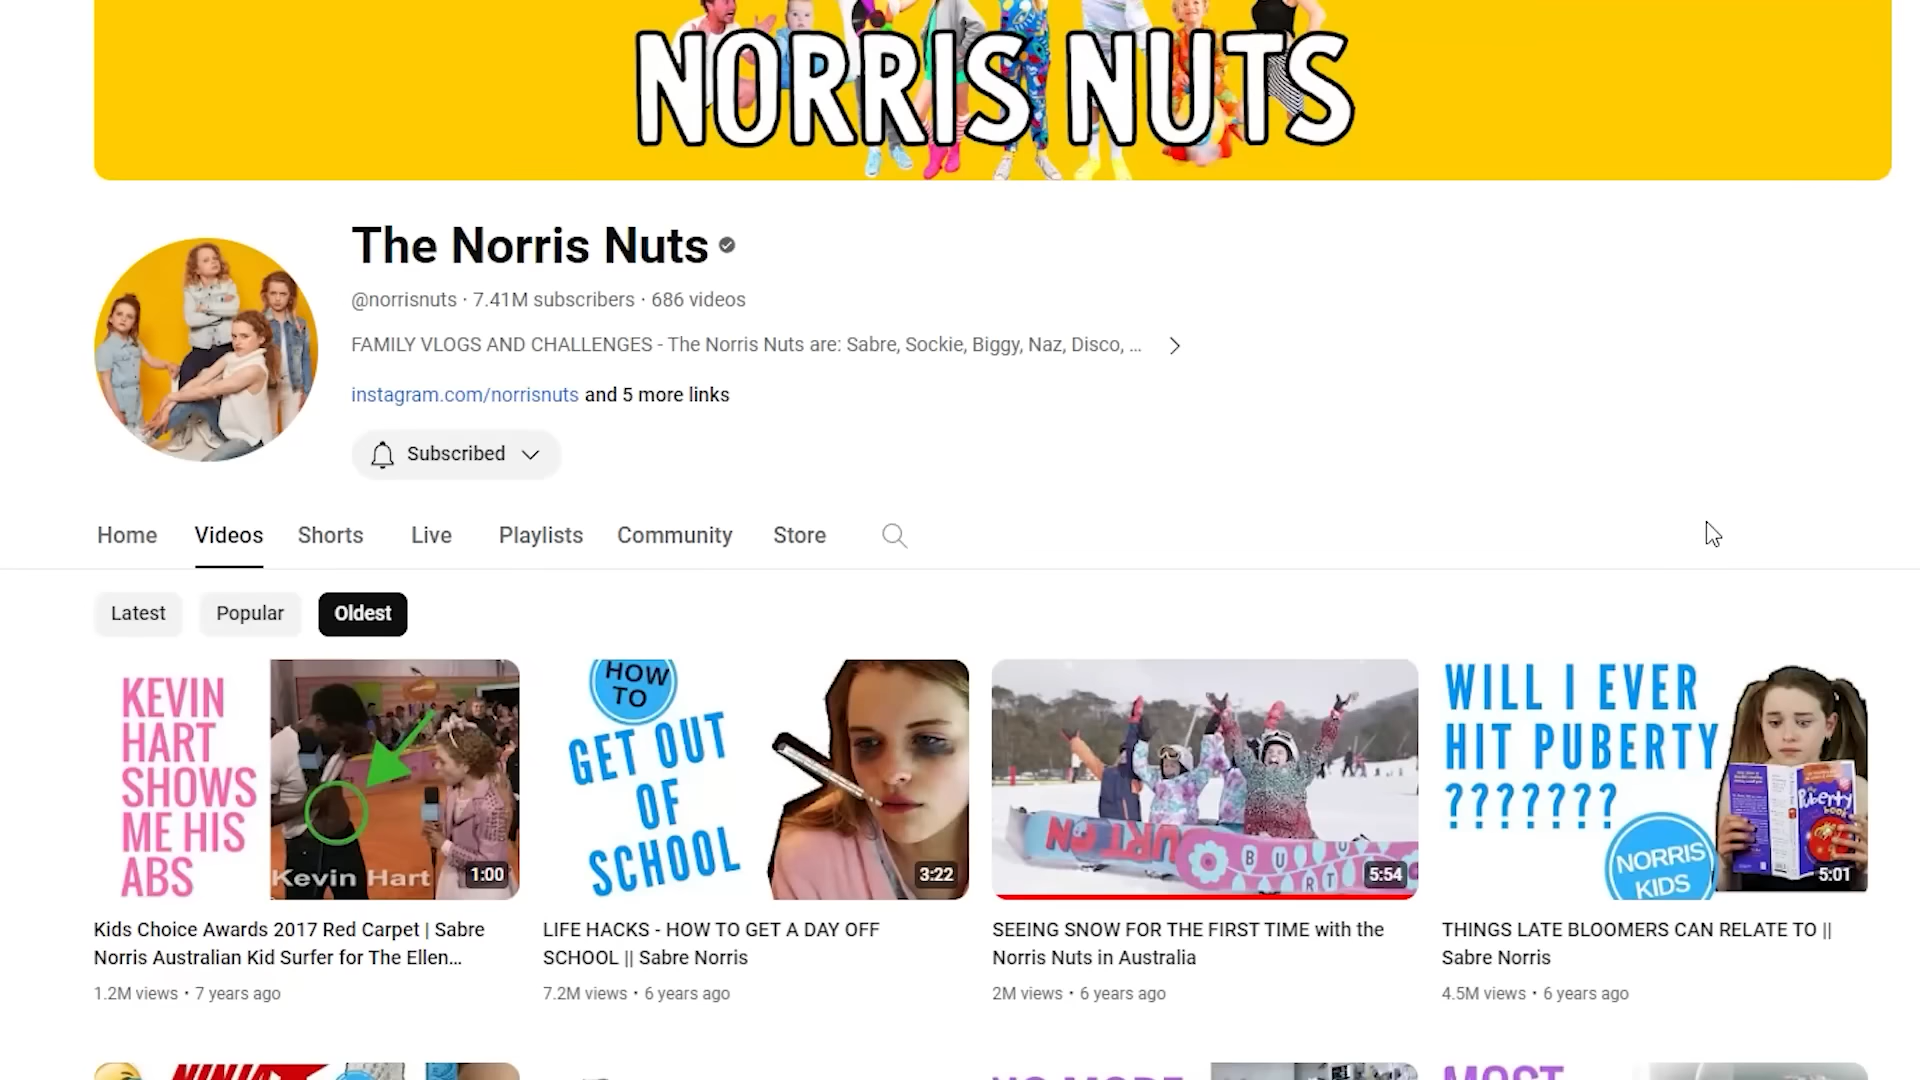 NORRIS NUTS
The Norris Nuts
@norrisnuts · 7.41M subscribers · 686 videos
FAMILY VLOGS AND CHALLENGES - The Norris Nuts are: Sabre, Sockie, Biggy, Naz, Disco, ...
instagram.com/norrisnuts and 5 more links
Subscribed
Home Videos Shorts Live Playlists Community Store
Latest Popular Oldest
KEVIN
HART
SHOWS
ME HIS
ABS
Kevin Hart
1:00
HOW
TO
GET OUT
OF
SCHOOL
3:22
BURT
5:54
WILL I EVER
HIT PUBERTY
???????
Puberty
book
NORRIS
KIDS
5:01
Kids Choice Awards 2017 Red Carpet | Sabre
Norris Australian Kid Surfer for The Ellen...
1.2M views • 7 years ago
LIFE HACKS - HOW TO GET A DAY OFF
SCHOOL || Sabre Norris
7.2M views • 6 years ago
SEEING SNOW FOR THE FIRST TIME with the
Norris Nuts in Australia
2M views • 6 years ago
THINGS LATE BLOOMERS CAN RELATE TO ||
Sabre Norris
4.5M views • 6 years ago
NINJA
NO MORE
MOST